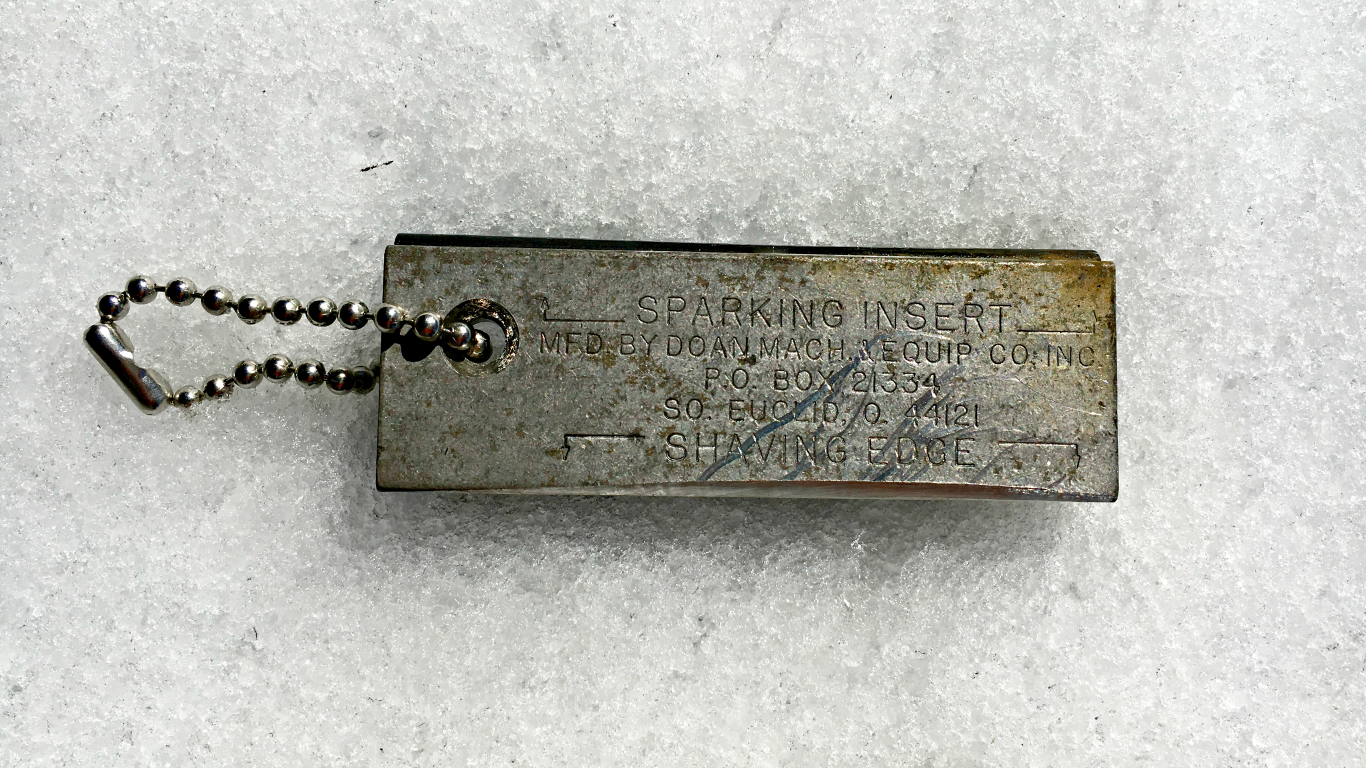 SPARKING INSERT
MFD. BY DOAN MACH. & EQUIP. CO. INC
P.O. BOX 21334
SO. EUCLID, O. 44121
SHAVING EDGE